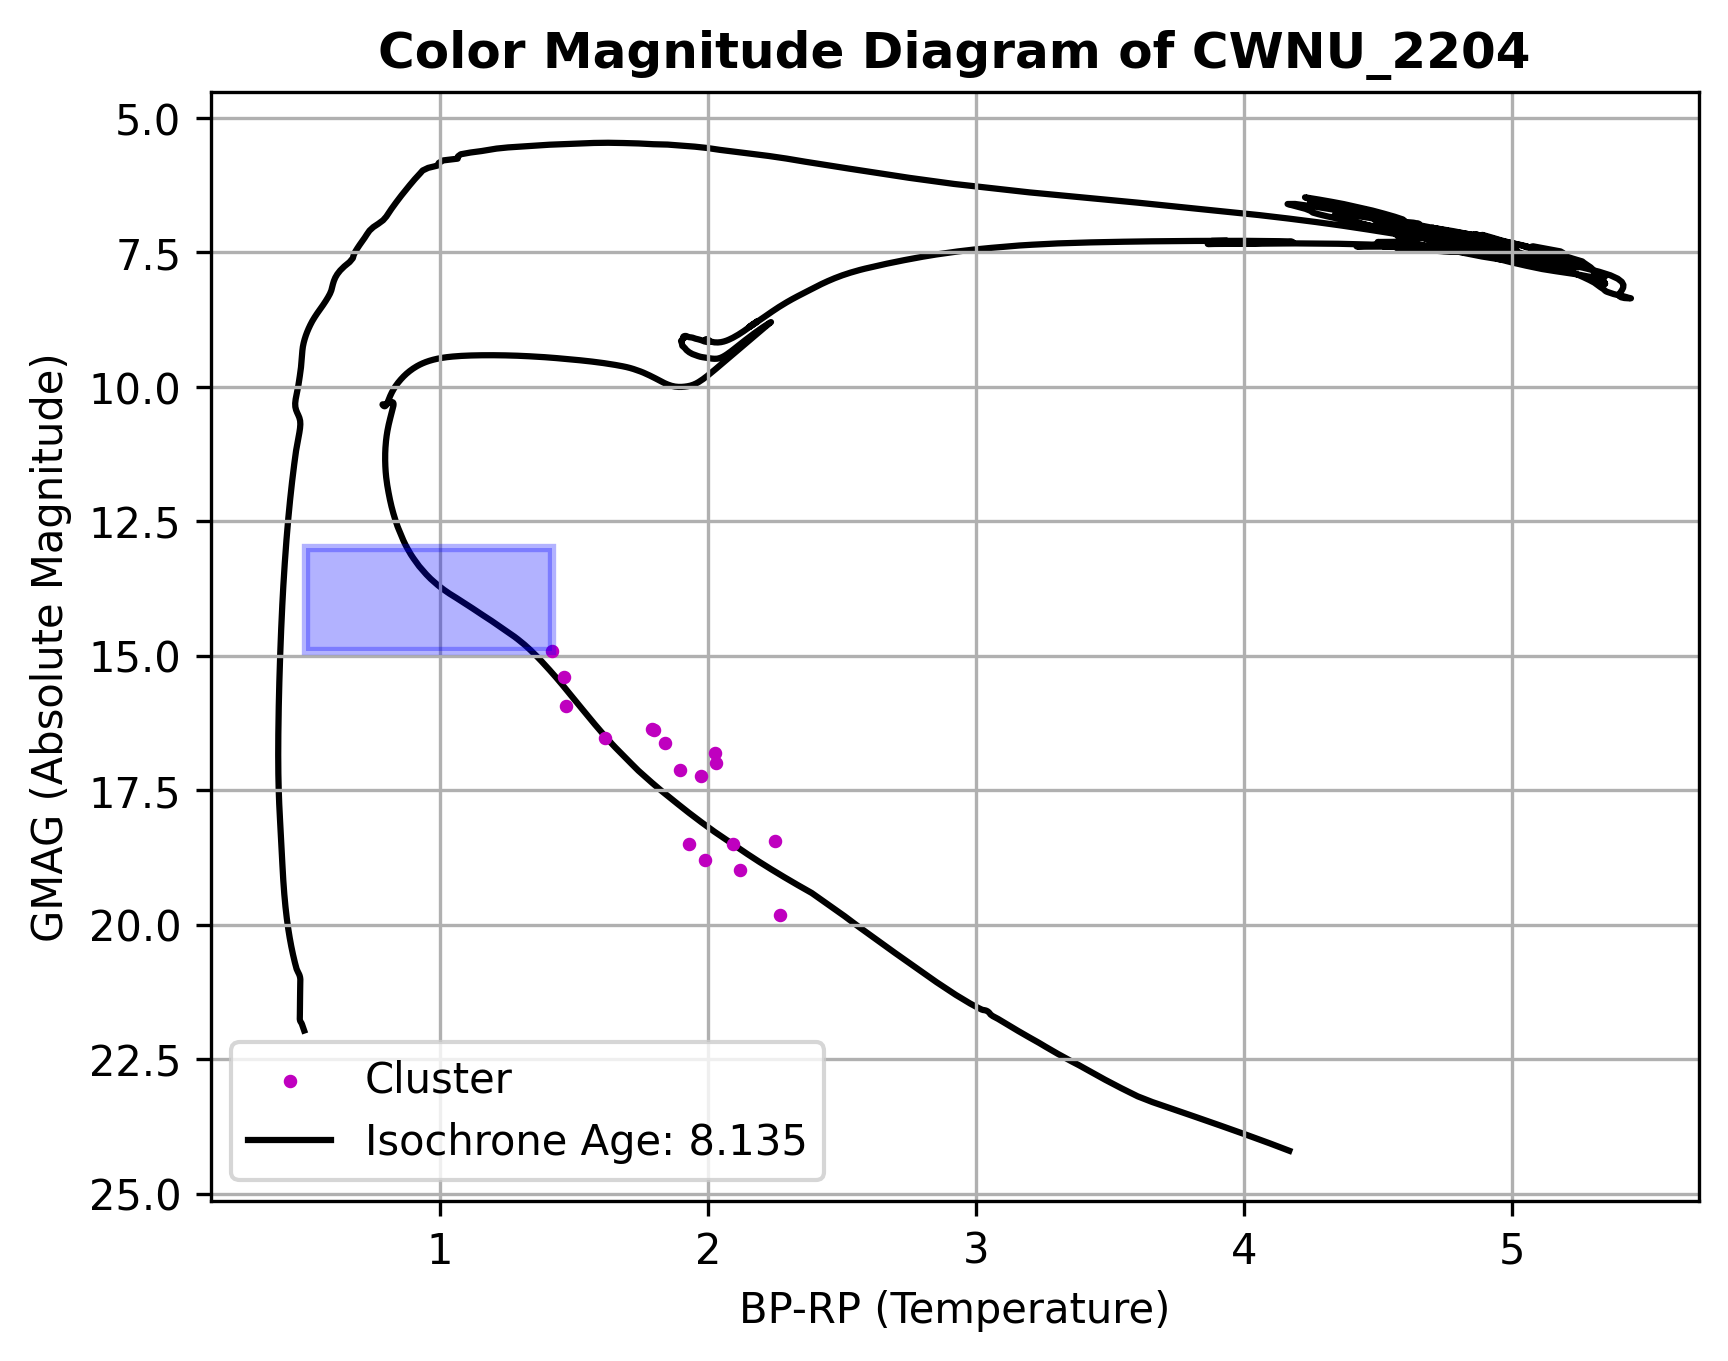 Color Magnitude Diagram of CWNU_2204
GMAG (Absolute Magnitude)
5.0
7.5
10.0
12.5
15.0
17.5
20.0
22.5
25.0
Cluster
Isochrone Age: 8.135
1 2 3 4 5
BP-RP (Temperature)